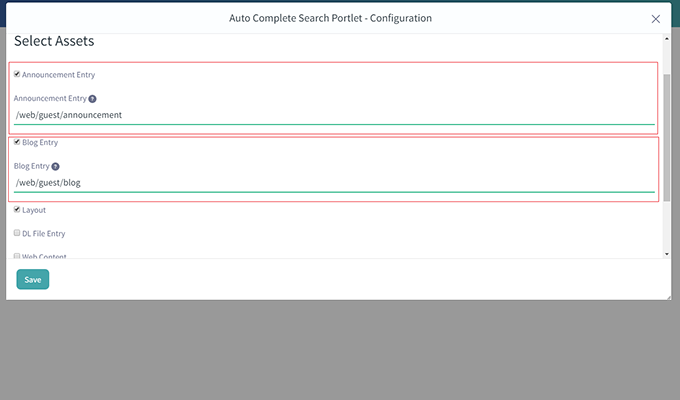 Auto Complete Search Portlet - Configuration
Select Assets
Announcement Entry
Announcement Entry ?
/web/guest/announcement
Blog Entry
Blog Entry ?
/web/guest/blog
Layout
DL File Entry
Web Content
Save